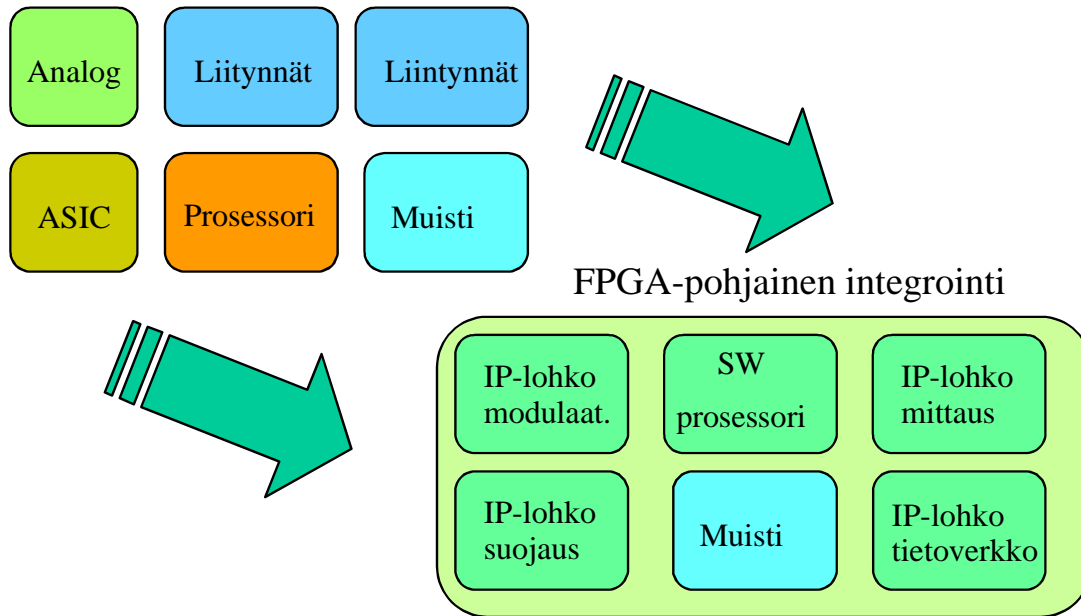 Analog
Liitynnät
Liintynnät
ASIC
Prosessori
Muisti
FPGA-pohjainen integrointi
IP-lohko
modulaat.
SW
prosessori
IP-lohko
mittaus
IP-lohko
suojaus
Muisti
IP-lohko
tietoverkko